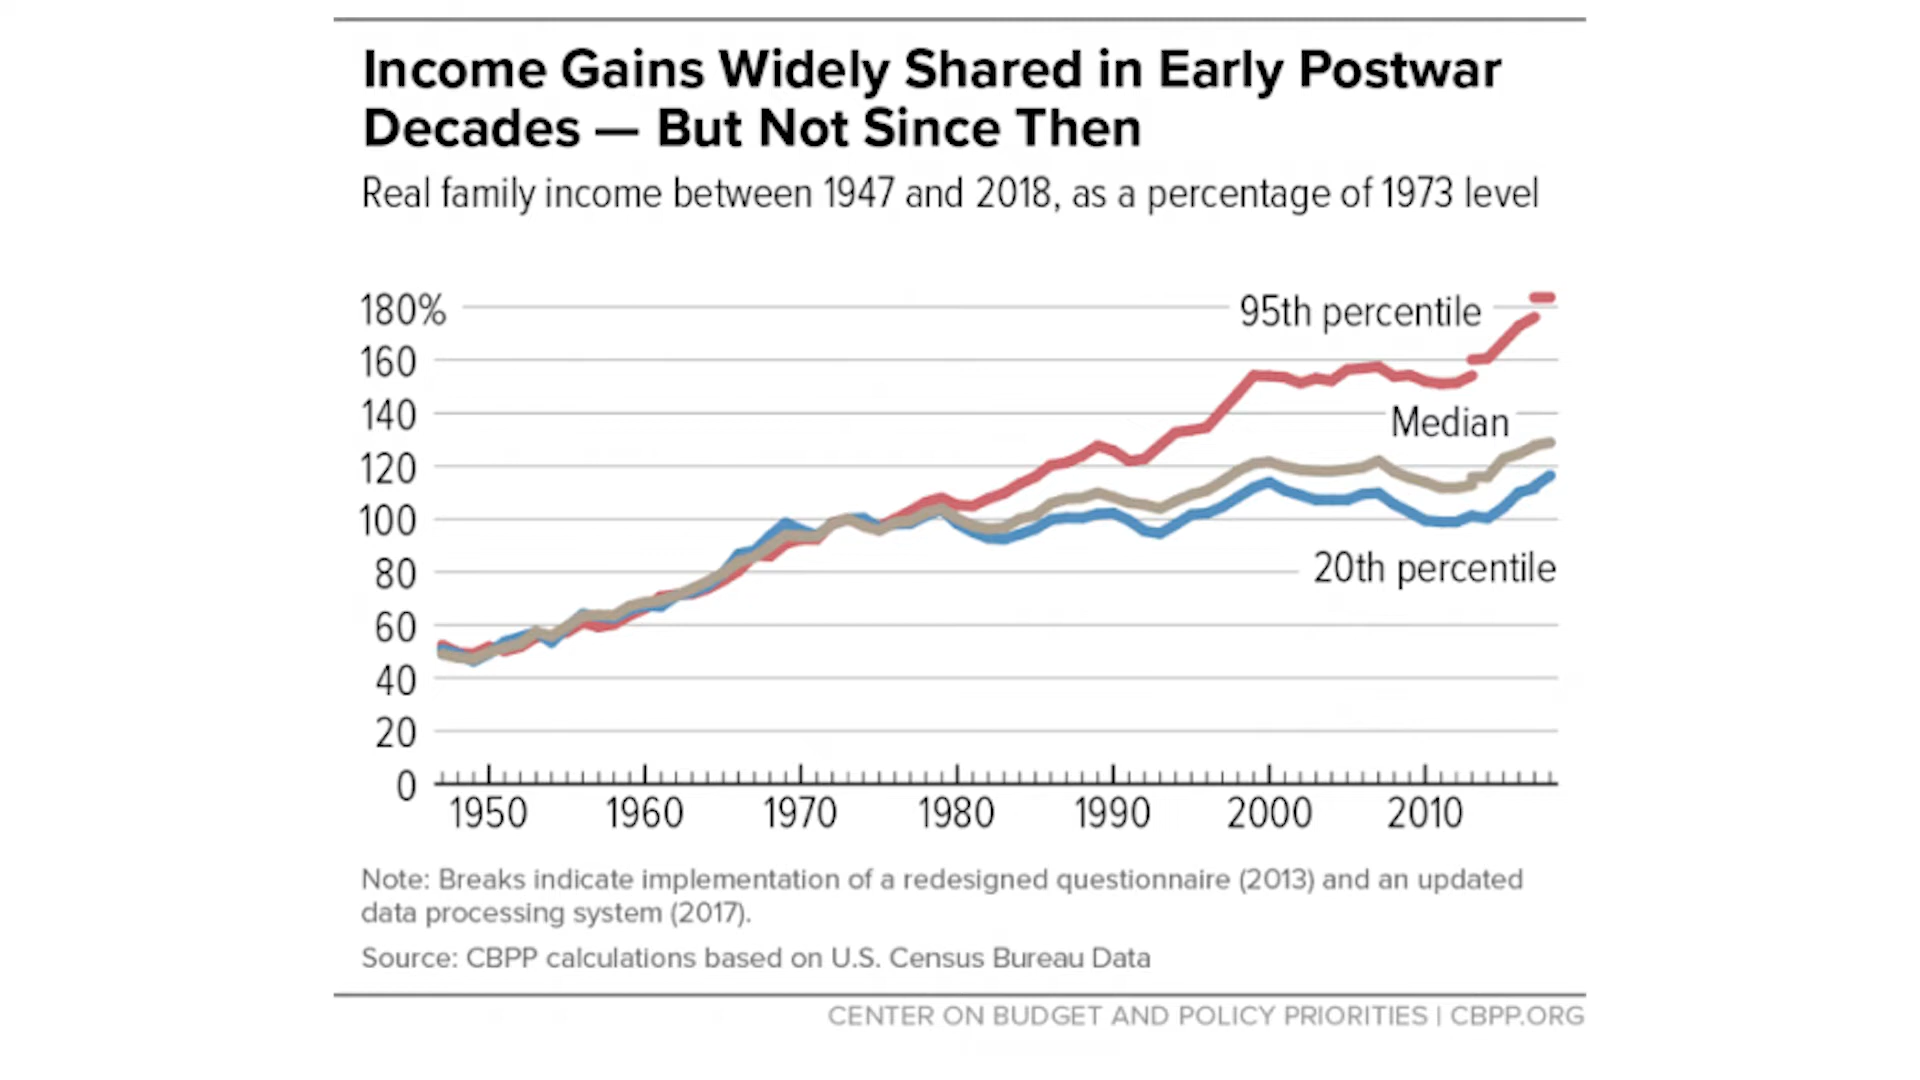 Income Gains Widely Shared in Early Postwar
Decades — But Not Since Then
Real family income between 1947 and 2018, as a percentage of 1973 level
180%
95th percentile
160
140
Median
120
100
80
20th percentile
60
40
20
0
1950 1960 1970 1980 1990 2000 2010
Note: Breaks indicate implementation of a redesigned questionnaire (2013) and an updated
data processing system (2017).
Source: CBPP calculations based on U.S. Census Bureau Data
CENTER ON BUDGET AND POLICY PRIORITIES | CBPP.ORG